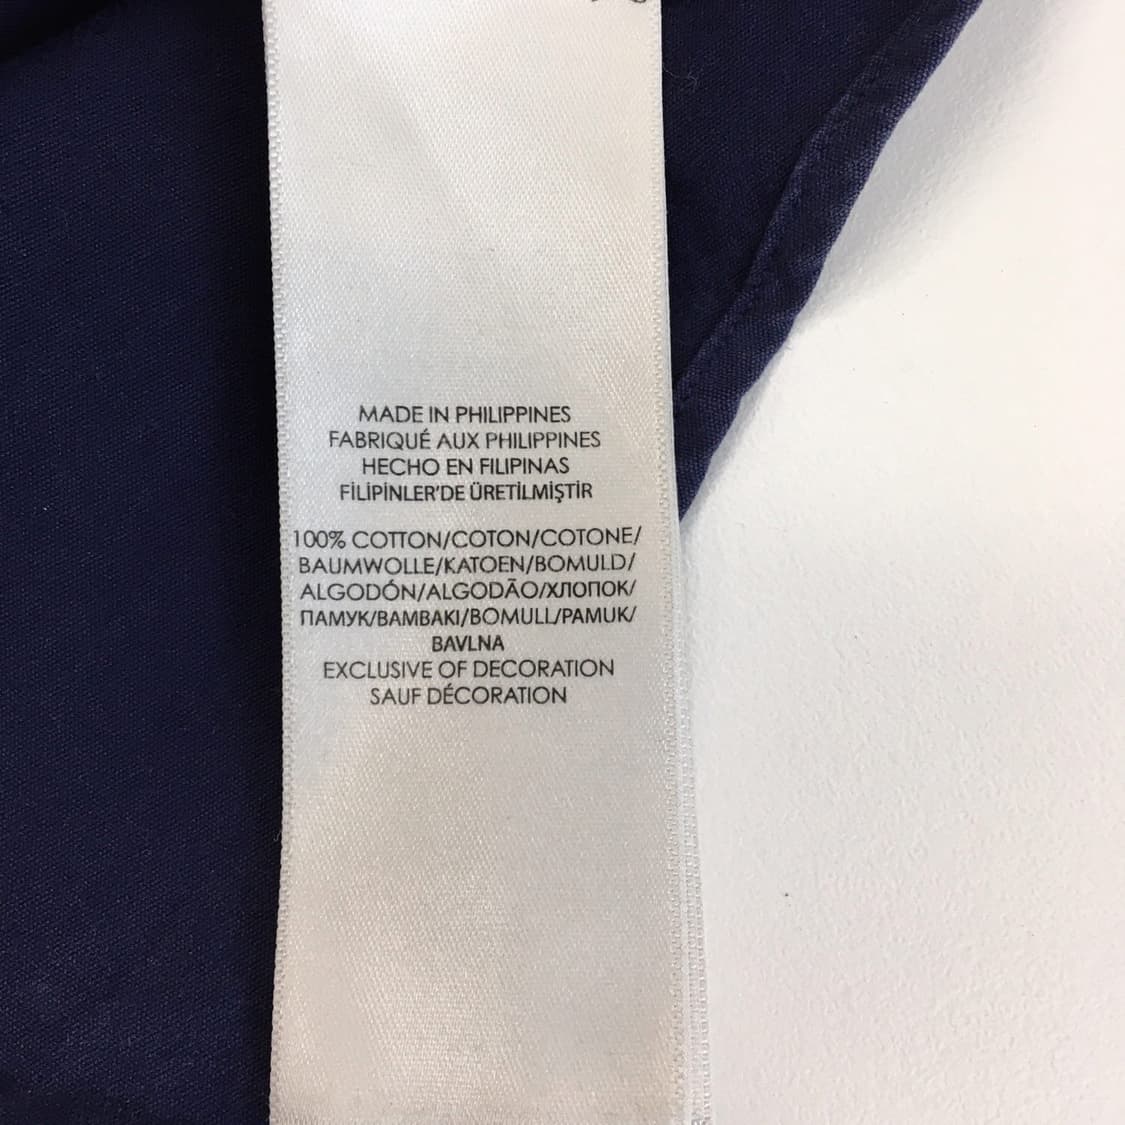 MADE IN PHILIPPINES
FABRIQUÉ AUX PHILIPPINES
HECHO EN FILIPINAS
FİLİPİNLER'DE ÜRETİLMİŞTİR
100% COTTON/COTON/COTONE/
BAUMWOLLE/KATOEN/BOMULD/
ALGODÓN/ALGODÃO/ХЛОПОК/
ПАМУК/BAMBAKI/BOMULL/PAMUK/
BAVLNA
EXCLUSIVE OF DECORATION
SAUF DÉCORATION